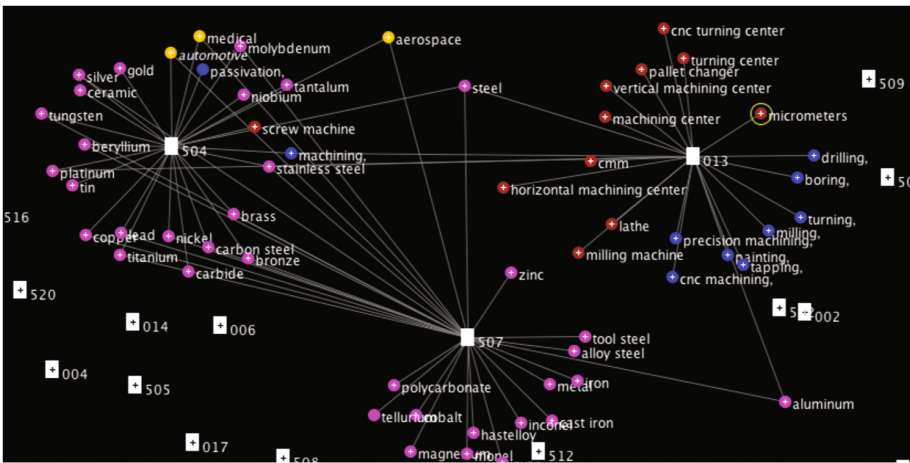 cnc turning center
medical
aerospace
molybdenum
automotive
turning center
gold
passivation,
pallet changer
silver
509
ceramic
tantalum
steel
vertical machining center
niobium
tungsten
micrometers
machining center
screw machine
beryllium
504
machining,
013
drilling,
stainless steel
cmm
platinum
boring,
tin
horizontal machining center
516
brass
turning,
lathe
milling,
copper
lead
nickel
precision machining,
carbon steel
titanium
bronze
milling machine
painting,
tapping,
carbide
zinc
cnc machining,
520
002
014
006
507
tool steel
alloy steel
004
505
polycarbonate
metal
iron
aluminum
tellurium
cobalt
inconel
cast iron
hastelloy
017
monel
512
508